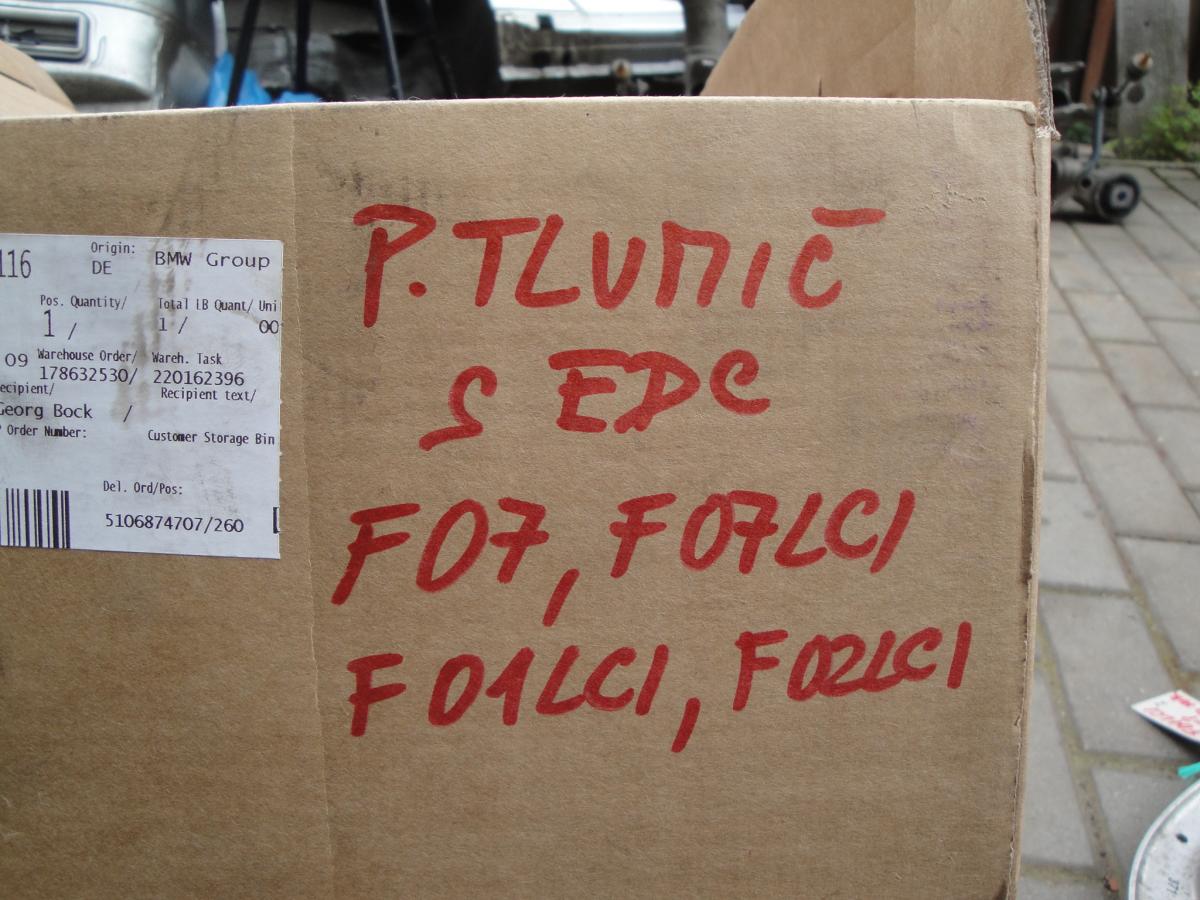 116
Origin:
DE
BMW Group
Pos. Quantity/
Total IB Quant/ Uni
1 /
1 /
00
09
Warehouse Order/
Wareh. Task
178632530/
220162396
ecipient/
Recipient text/
Georg Bock /
Order Number:
Customer Storage Bin
Del. Ord/Pos:
5106874707/260
P. TLUMIČ
S EDC
F07, F07LCI
F01LCI, F02LCI